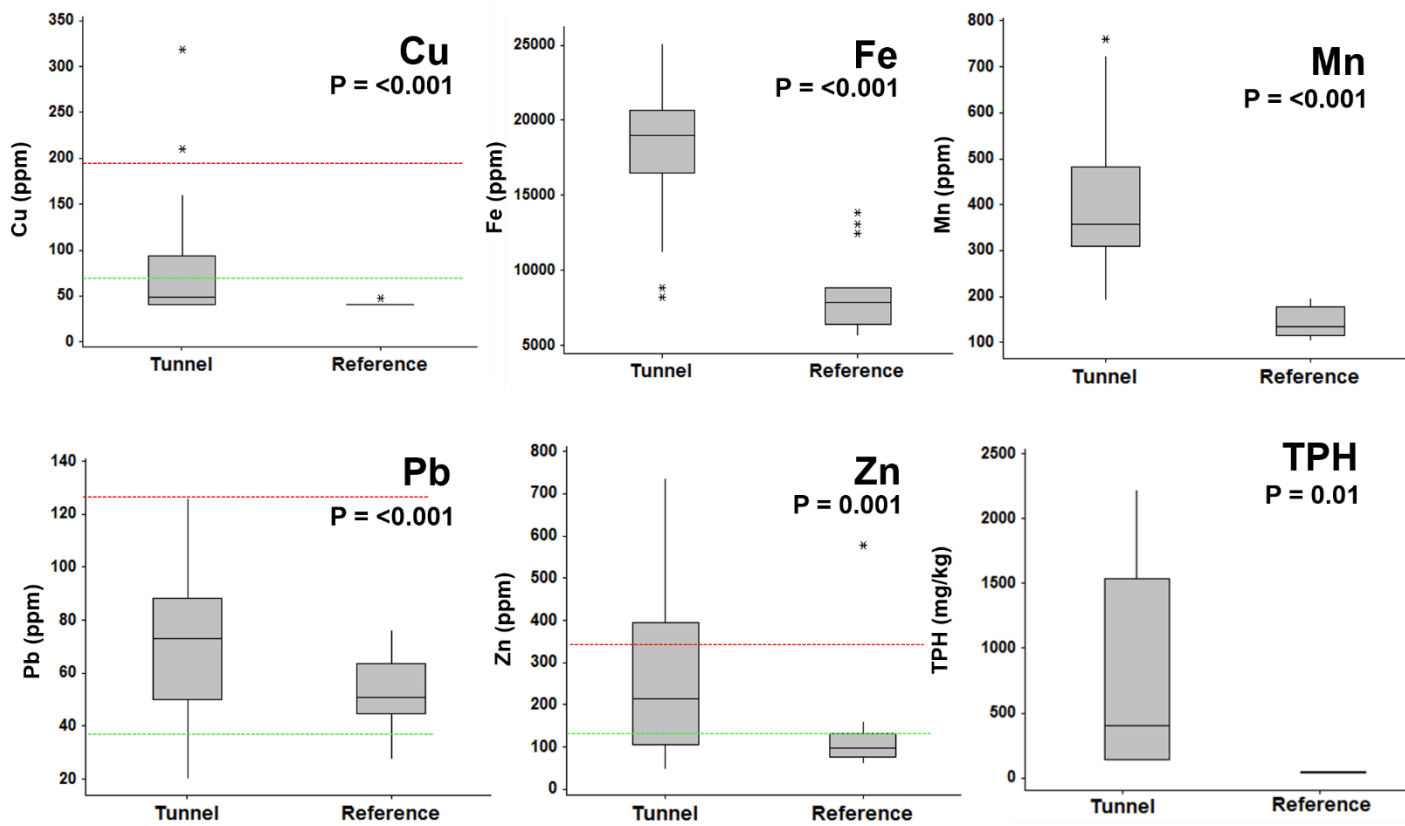 Cu
P = <0.001
Cu (ppm)
350
300
250
200
150
100
50
0
Tunnel
Reference
Fe
P = <0.001
Fe (ppm)
25000
20000
15000
10000
5000
Tunnel
Reference
Mn
P = <0.001
Mn (ppm)
800
700
600
500
400
300
200
100
Tunnel
Reference
Pb
P = <0.001
Pb (ppm)
140
120
100
80
60
40
20
Tunnel
Reference
Zn
P = 0.001
Zn (ppm)
800
700
600
500
400
300
200
100
0
Tunnel
Reference
TPH
P = 0.01
TPH (mg/kg)
2500
2000
1500
1000
500
0
Tunnel
Reference